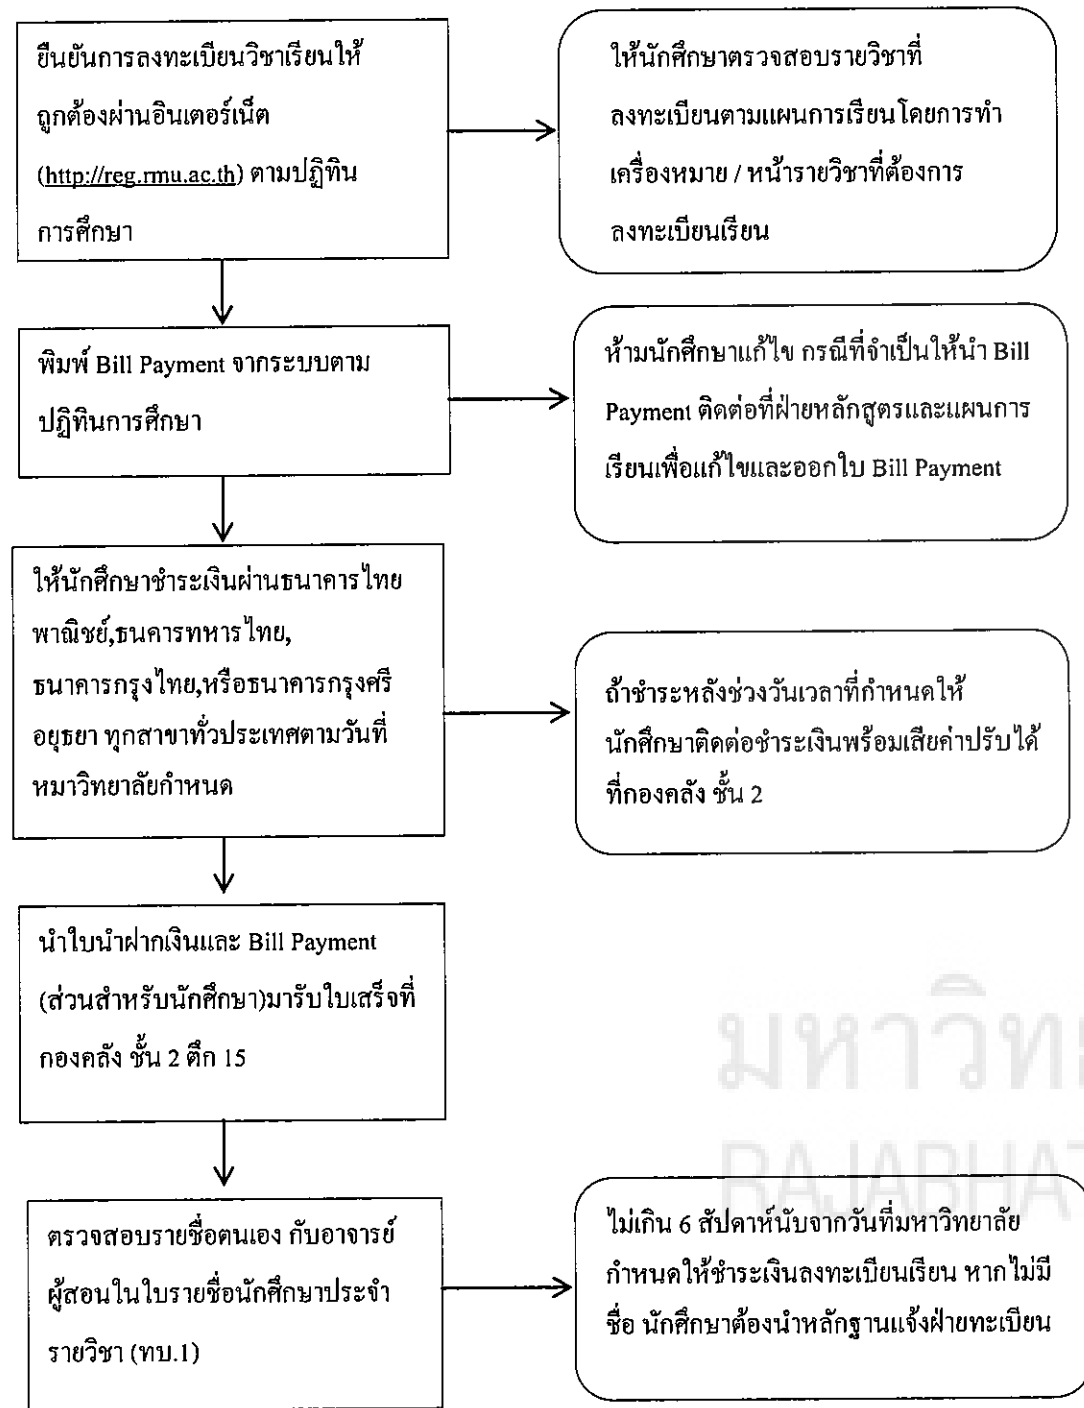 ยืนยันการลงทะเบียนวิชาเรียนให้
ถูกต้องผ่านอินเตอร์เน็ต
(http://reg.rmu.ac.th) ตามปฏิทิน
การศึกษา
ให้นักศึกษาตรวจสอบรายวิชาที่
ลงทะเบียนตามแผนการเรียนโดยการทำ
เครื่องหมาย / หน้ารายวิชาที่ต้องการ
ลงทะเบียนเรียน
พิมพ์ Bill Payment จากระบบตาม
ปฏิทินการศึกษา
ห้ามนักศึกษาแก้ไข กรณีที่จำเป็นให้นำ Bill
Payment ติดต่อที่ฝ่ายหลักสูตรและแผนการ
เรียนเพื่อแก้ไขและออกใบ Bill Payment
ให้นักศึกษาชำระเงินผ่านธนาคารไทย
พาณิชย์,ธนคารทหารไทย,
ธนาคารกรุงไทย,หรือธนาคารกรุงศรี
อยุธยา ทุกสาขาทั่วประเทศตามวันที่
หมาวิทยาลัยกำหนด
ถ้าชำระหลังช่วงวันเวลาที่กำหนดให้
นักศึกษาติดต่อชำระเงินพร้อมเสียค่าปรับได้
ที่กองคลัง ชั้น 2
นำใบนำฝากเงินและ Bill Payment
(ส่วนสำหรับนักศึกษา)มารับใบเสร็จที่
กองคลัง ชั้น 2 ตึก 15
มหาวิท
RAJABHAT
ตรวจสอบรายชื่อตนเอง กับอาจารย์
ผู้สอนในใบรายชื่อนักศึกษาประจำ
รายวิชา (ทบ.1)
ไม่เกิน 6 สัปดาห์นับจากวันที่มหาวิทยาลัย
กำหนดให้ชำระเงินลงทะเบียนเรียน หากไม่มี
ชื่อ นักศึกษาต้องนำหลักฐานแจ้งฝ่ายทะเบียน